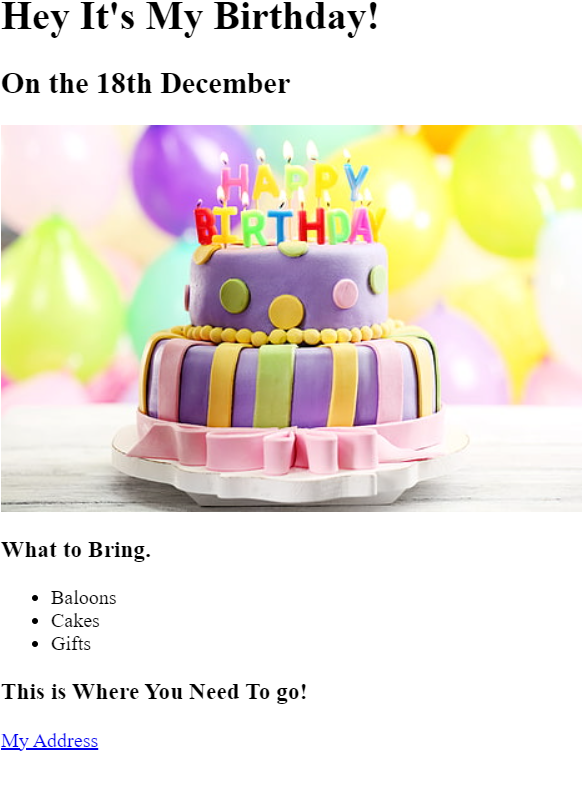 Hey It's My Birthday!
On the 18th December
HAPPY
BIRTHDAY
What to Bring.
Baloons
Cakes
Gifts
This is Where You Need To go!
My Address